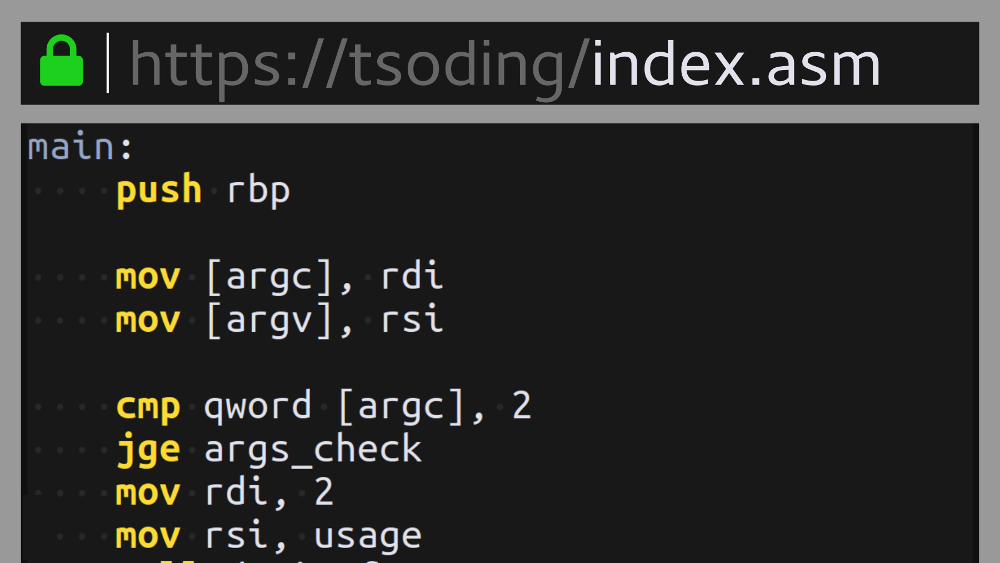 https://tsoding/index.asm
main:
push rbp
mov [argc], rdi
mov [argv], rsi
cmp qword [argc], 2
jge args_check
mov rdi, 2
mov rsi, usage